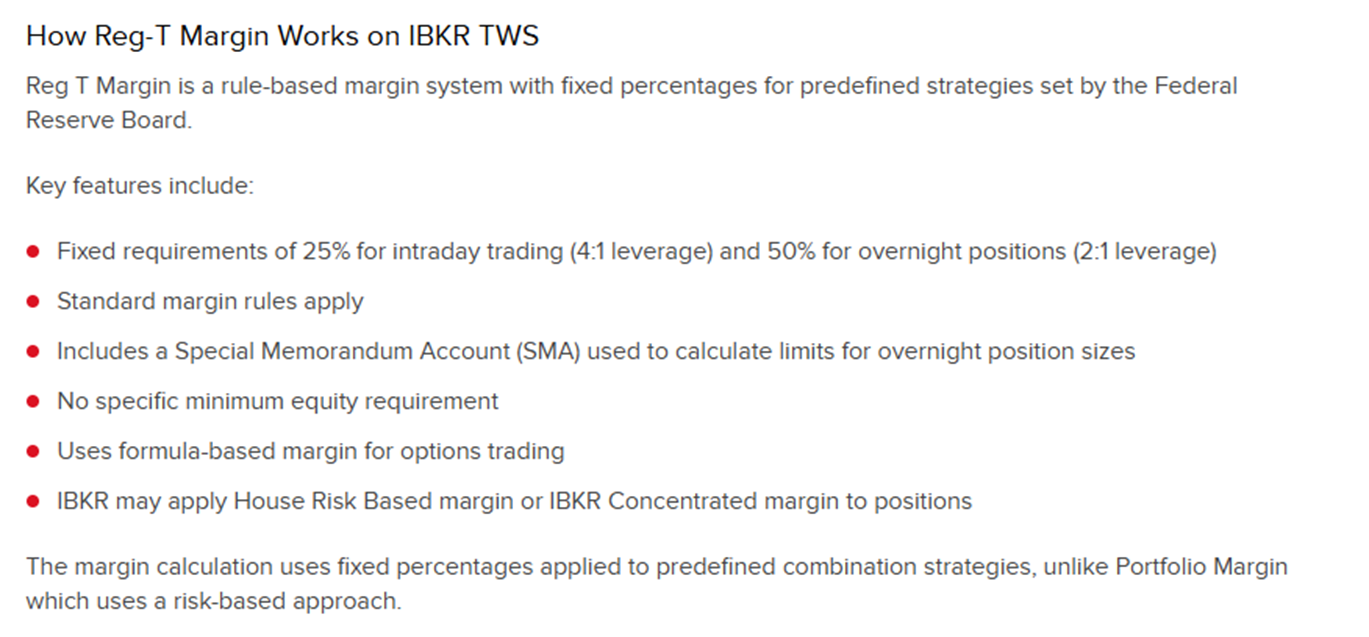 How Reg-T Margin Works on IBKR TWS
Reg T Margin is a rule-based margin system with fixed percentages for predefined strategies set by the Federal
Reserve Board.
Key features include:
Fixed requirements of 25% for intraday trading (4:1 leverage) and 50% for overnight positions (2:1 leverage)
Standard margin rules apply
Includes a Special Memorandum Account (SMA) used to calculate limits for overnight position sizes
No specific minimum equity requirement
Uses formula-based margin for options trading
IBKR may apply House Risk Based margin or IBKR Concentrated margin to positions
The margin calculation uses fixed percentages applied to predefined combination strategies, unlike Portfolio Margin
which uses a risk-based approach.